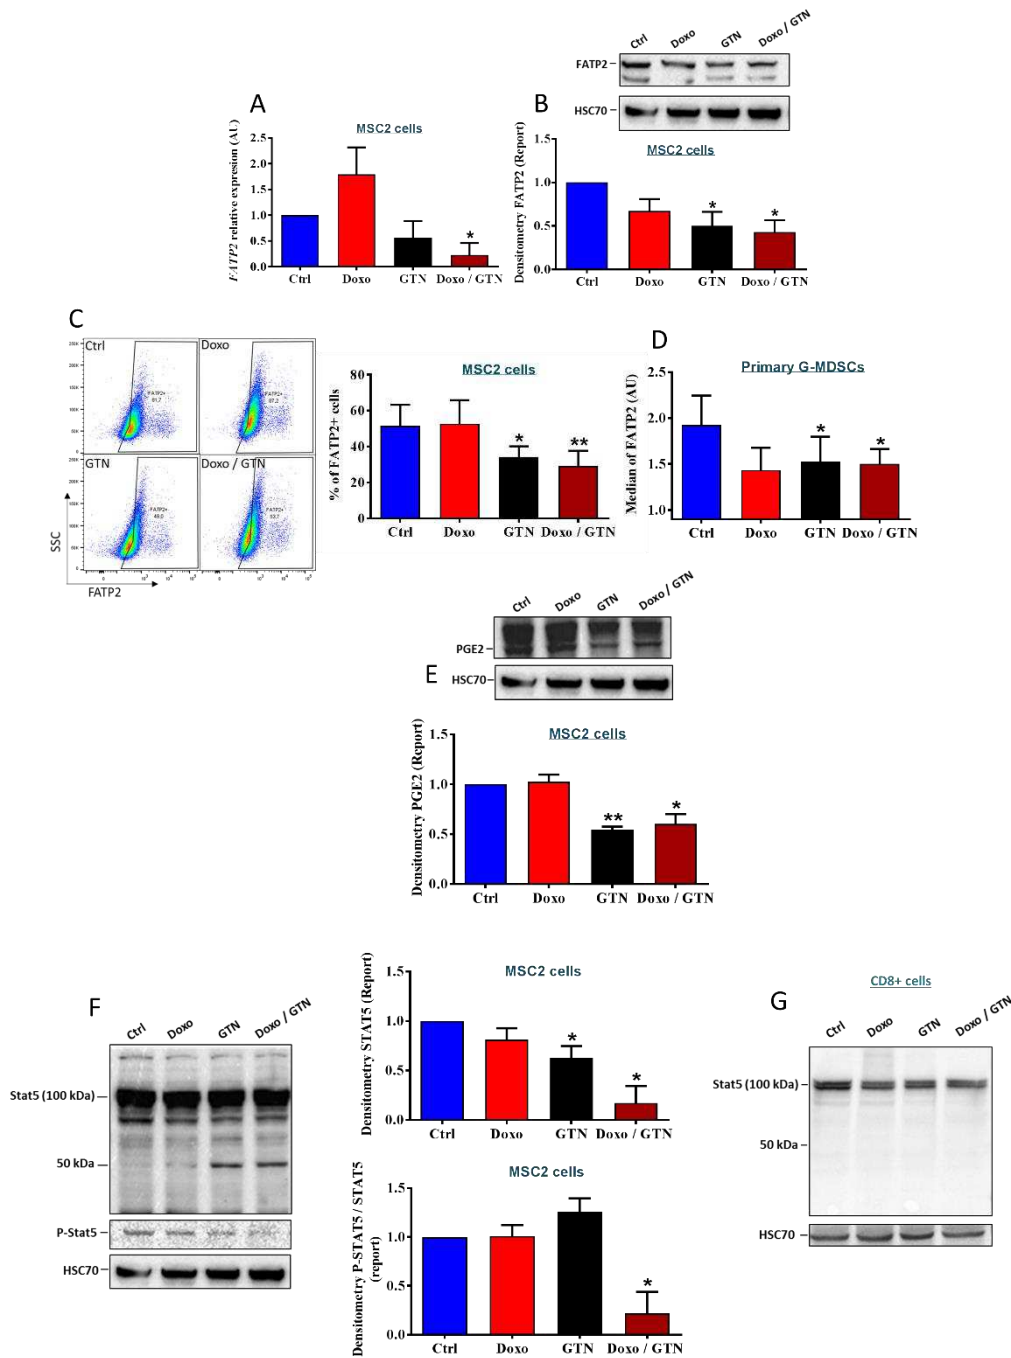 Ctrl Doxo GTN Doxo / GTN
FATP2
HSC70
A
MSC2 cells
FATP2 relative expresion (AU)
2.5
2.0
1.5
1.0
0.5
0.0
*
Ctrl Doxo GTN Doxo / GTN
B
MSC2 cells
Densitometry FATP2 (Report)
1.5
1.0
0.5
0.0
* *
Ctrl Doxo GTN Doxo / GTN
C
Ctrl
FATP2+
Doxo
FATP2+
GTN
FATP2+
Doxo / GTN
FATP2+
SSC
FATP2
MSC2 cells
% of FATP2+ cells
80
60
40
20
0
* **
Ctrl Doxo GTN Doxo / GTN
D
Primary G-MDSCs
Median of FATP2 (AU)
2.5
2.0
1.5
1.0
* *
Ctrl Doxo GTN Doxo / GTN
Ctrl Doxo GTN Doxo / GTN
PGE2
E
HSC70
MSC2 cells
Densitometry PGE2 (Report)
1.5
1.0
0.5
0.0
** *
Ctrl Doxo GTN Doxo / GTN
F
Ctrl Doxo GTN Doxo / GTN
Stat5 (100 kDa)
50 kDa
P-Stat5
HSC70
MSC2 cells
Densitometry STAT5 (Report)
1.5
1.0
0.5
0.0
* *
Ctrl Doxo GTN Doxo / GTN
MSC2 cells
Densitometry P-STAT5 / STAT5
(report)
1.5
1.0
0.5
0.0
*
Ctrl Doxo GTN Doxo / GTN
G
CD8+ cells
Ctrl Doxo GTN Doxo / GTN
Stat5 (100 kDa)
50 kDa
HSC70